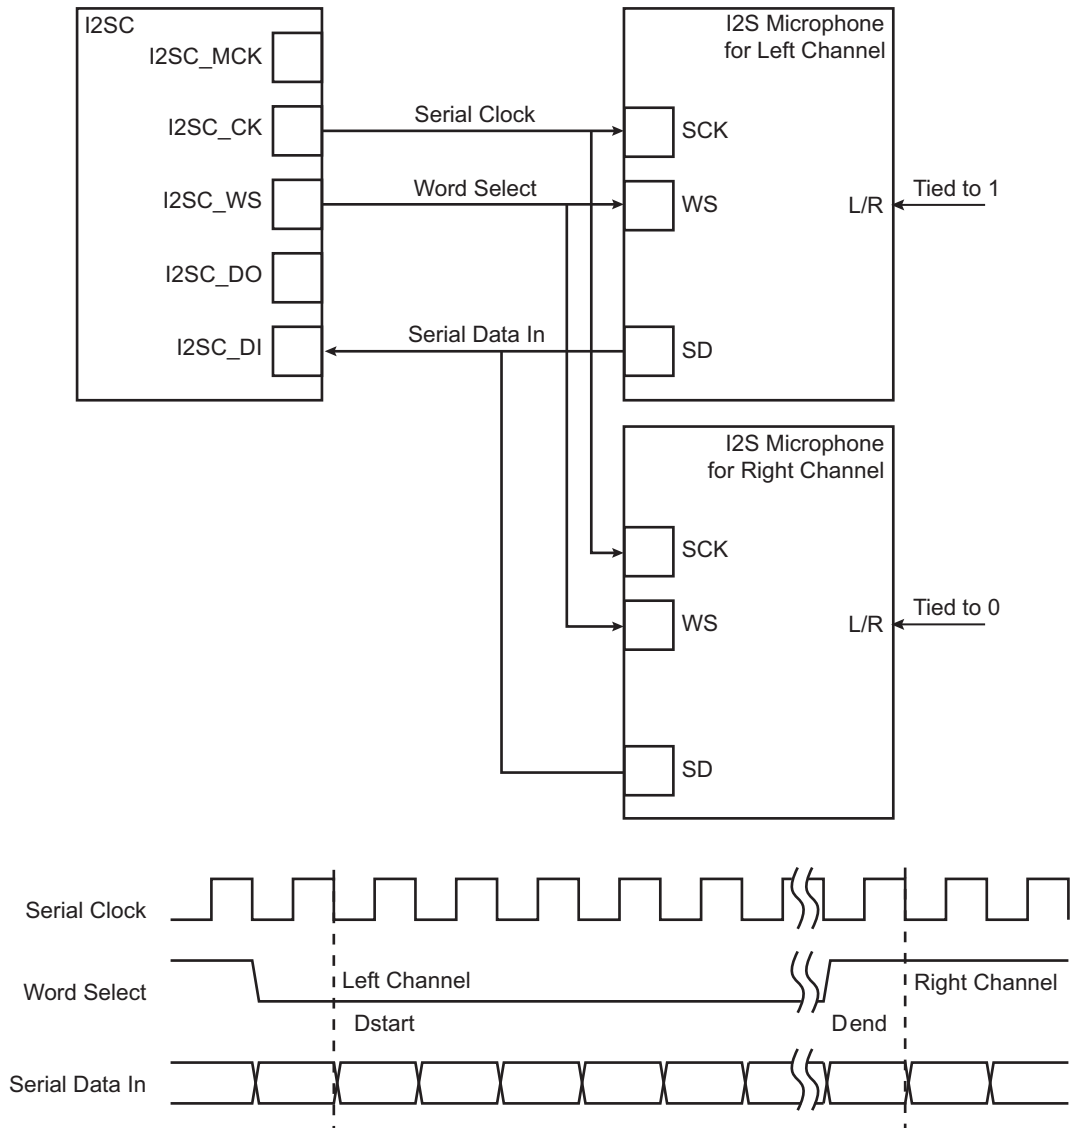 I2SC
I2SC_MCK
I2SC_CK
I2SC_WS
I2SC_DO
I2SC_DI
Serial Clock
Word Select
Serial Data In
I2S Microphone
for Left Channel
SCK
WS
L/R
Tied to 1
SD
I2S Microphone
for Right Channel
SCK
WS
L/R
Tied to 0
SD
Serial Clock
Word Select
Left Channel
Right Channel
Dstart
Dend
Serial Data In